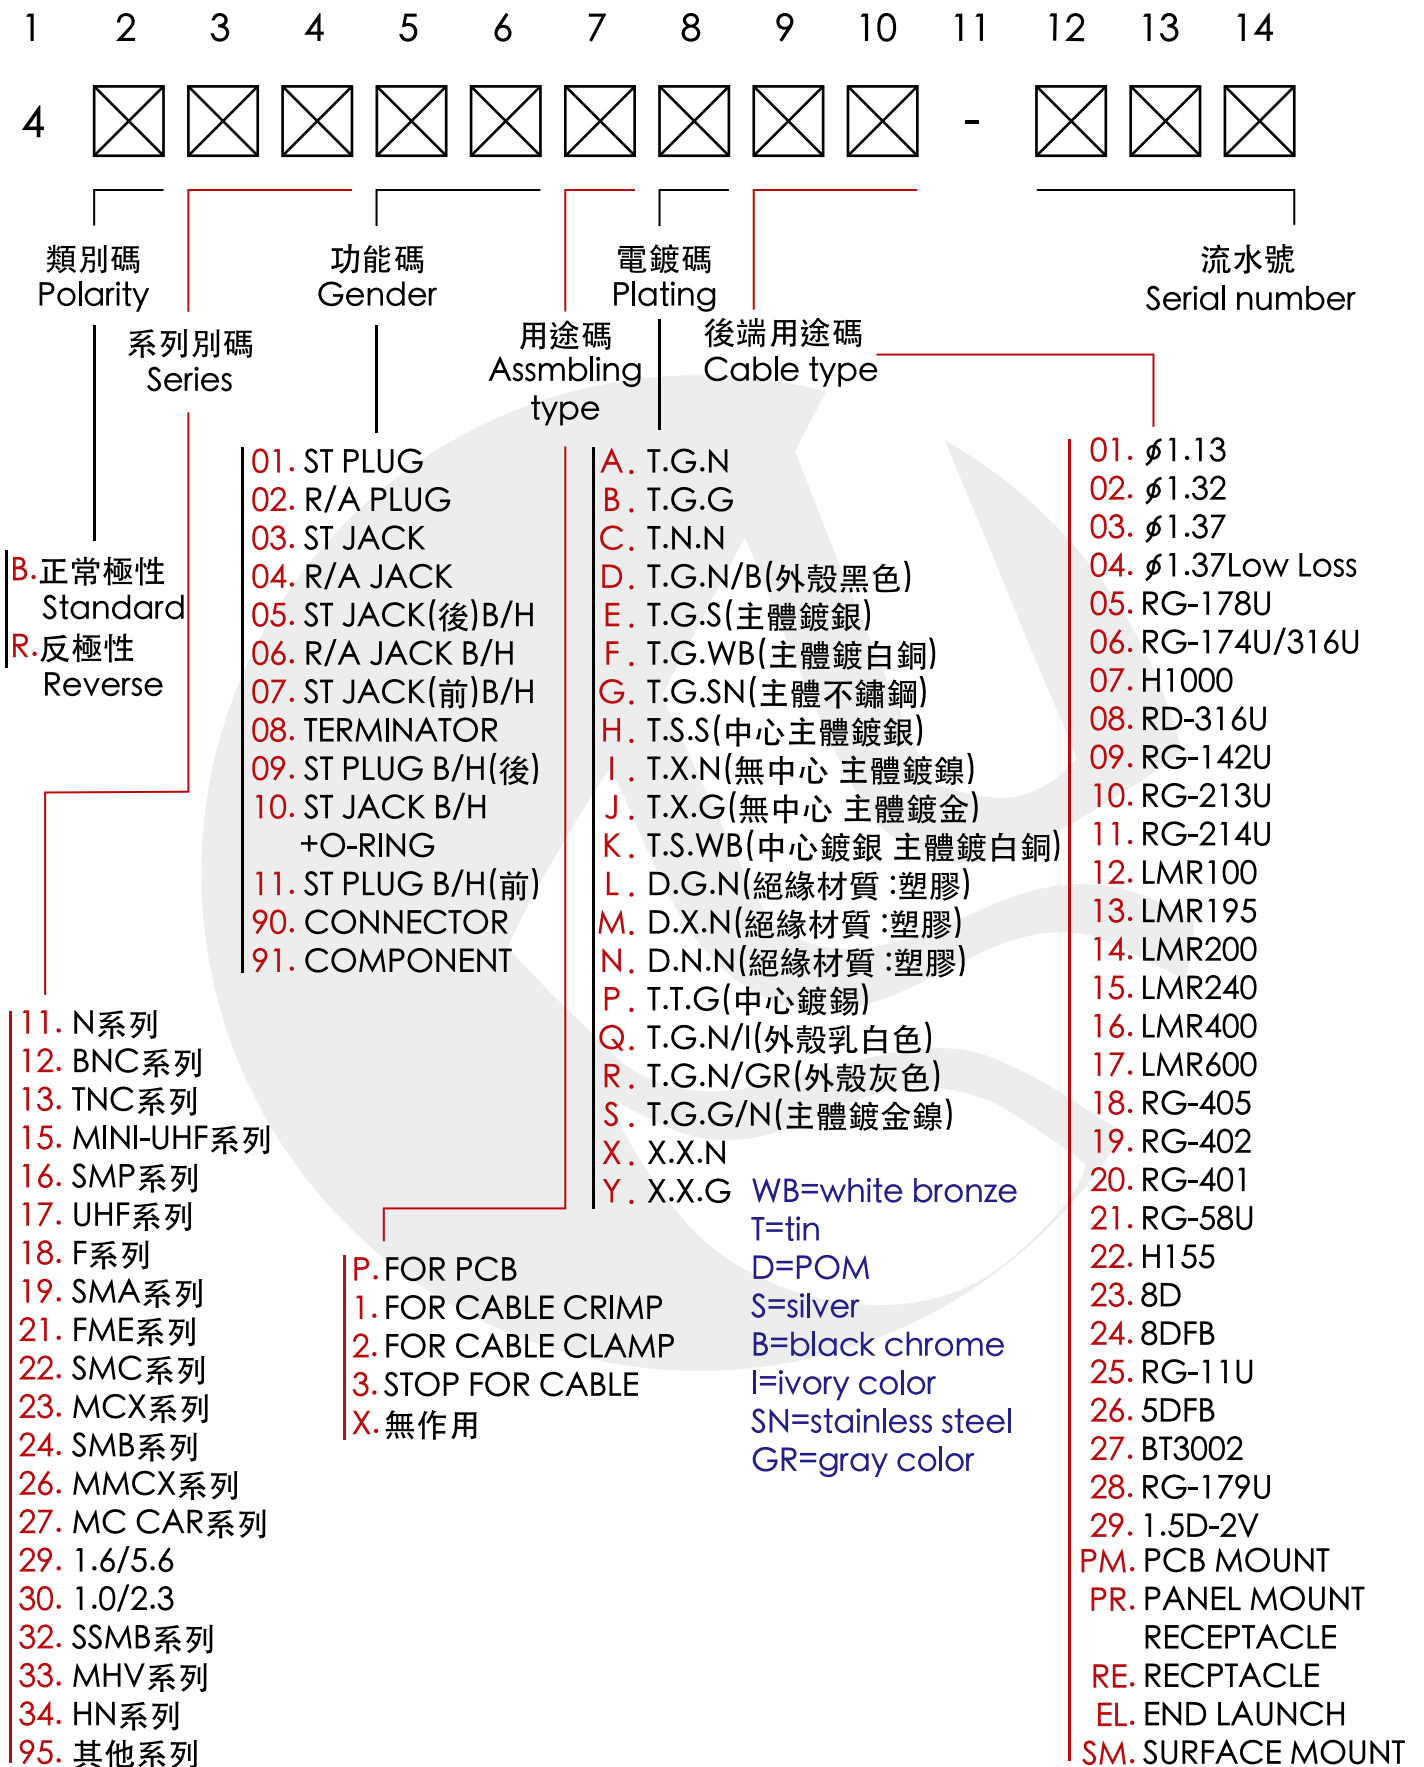 1 2 3 4 5 6 7 8 9 10 11 12 13 14
4 -
類別碼
Polarity
系列別碼
Series
功能碼
Gender
用途碼
Assmbling
type
電鍍碼
Plating
後端用途碼
Cable type
流水號
Serial number
B.正常極性
Standard
R.反極性
Reverse
11. N系列
12. BNC系列
13. TNC系列
15. MINI-UHF系列
16. SMP系列
17. UHF系列
18. F系列
19. SMA系列
21. FME系列
22. SMC系列
23. MCX系列
24. SMB系列
26. MMCX系列
27. MC CAR系列
29. 1.6/5.6
30. 1.0/2.3
32. SSMB系列
33. MHV系列
34. HN系列
95. 其他系列
01. ST PLUG
02. R/A PLUG
03. ST JACK
04. R/A JACK
05. ST JACK(後)B/H
06. R/A JACK B/H
07. ST JACK(前)B/H
08. TERMINATOR
09. ST PLUG B/H(後)
10. ST JACK B/H
+O-RING
11. ST PLUG B/H(前)
90. CONNECTOR
91. COMPONENT
P. FOR PCB
1. FOR CABLE CRIMP
2. FOR CABLE CLAMP
3. STOP FOR CABLE
X. 無作用
A. T.G.N
B. T.G.G
C. T.N.N
D. T.G.N/B(外殼黑色)
E. T.G.S(主體鍍銀)
F. T.G.WB(主體鍍白銅)
G. T.G.SN(主體不鏽鋼)
H. T.S.S(中心主體鍍銀)
I. T.X.N(無中心 主體鍍鎳)
J. T.X.G(無中心 主體鍍金)
K. T.S.WB(中心鍍銀 主體鍍白銅)
L. D.G.N(絕緣材質:塑膠)
M. D.X.N(絕緣材質:塑膠)
N. D.N.N(絕緣材質:塑膠)
P. T.T.G(中心鍍錫)
Q. T.G.N/I(外殼乳白色)
R. T.G.N/GR(外殼灰色)
S. T.G.G/N(主體鍍金鎳)
X. X.X.N
Y. X.X.G
WB=white bronze
T=tin
D=POM
S=silver
B=black chrome
I=ivory color
SN=stainless steel
GR=gray color
01. ∮1.13
02. ∮1.32
03. ∮1.37
04. ∮1.37Low Loss
05. RG-178U
06. RG-174U/316U
07. H1000
08. RD-316U
09. RG-142U
10. RG-213U
11. RG-214U
12. LMR100
13. LMR195
14. LMR200
15. LMR240
16. LMR400
17. LMR600
18. RG-405
19. RG-402
20. RG-401
21. RG-58U
22. H155
23. 8D
24. 8DFB
25. RG-11U
26. 5DFB
27. BT3002
28. RG-179U
29. 1.5D-2V
PM. PCB MOUNT
PR. PANEL MOUNT
RECEPTACLE
RE. RECPTACLE
EL. END LAUNCH
SM. SURFACE MOUNT